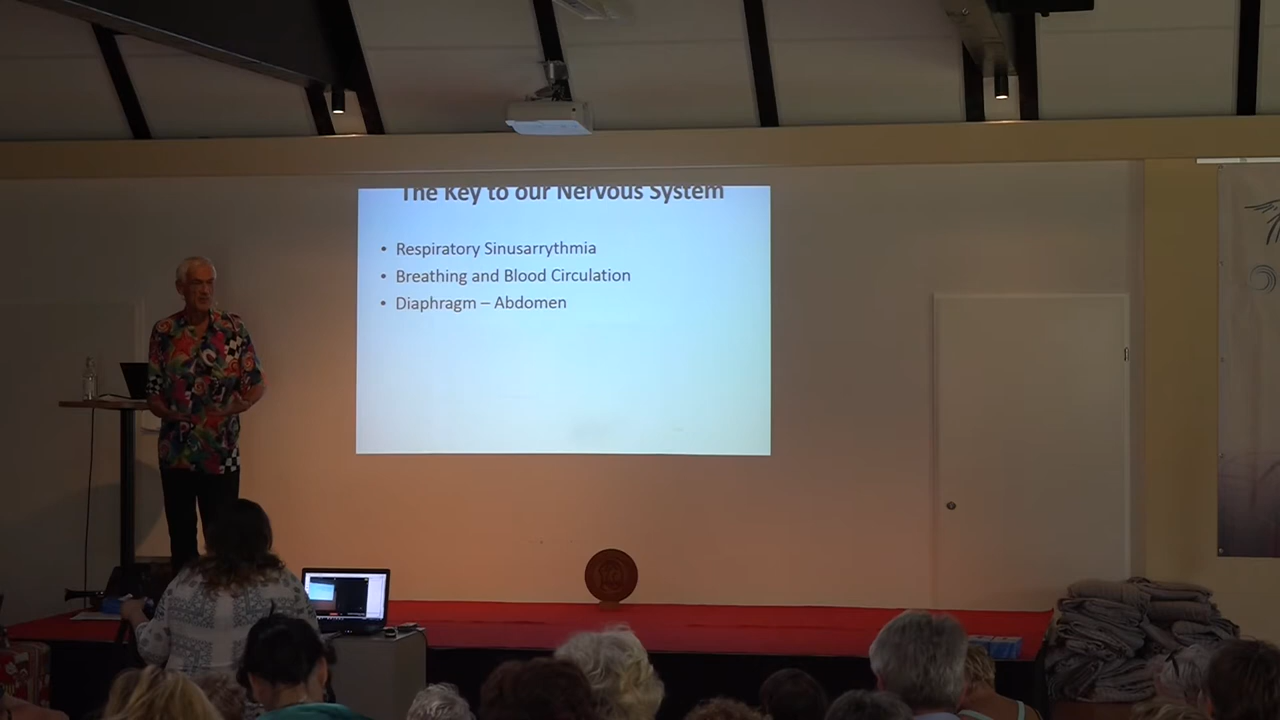 The Key to our Nervous System
• Respiratory Sinusarrythmia
• Breathing and Blood Circulation
• Diaphragm – Abdomen